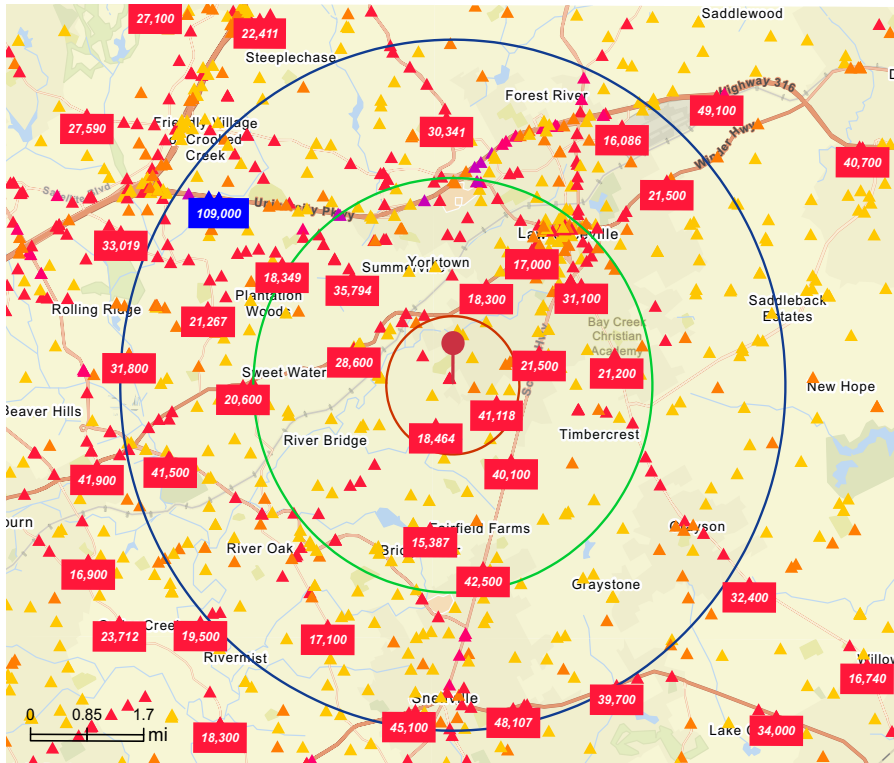 27,100
22,411
Saddlewood
Steeplechase
Highway 316
Forest River
49,100
27,590
Friendly Village
of Crooked
Creek
30,341
16,086
Winder Hwy
40,700
21,500
109,000
33,019
17,000
Yorktown
18,349
35,794
18,300
31,100
Plantation
Woods
Rolling Ridge
21,267
Saddleback
Estates
Bay Creek
Christian
Academy
28,600
21,500
31,800
Sweet Water
21,200
20,600
New Hope
Beaver Hills
41,118
18,464
Timbercrest
River Bridge
41,500
41,900
40,100
Fairfield Farms
15,387
Grayson
River Oak
16,900
42,500
Graystone
32,400
23,712
19,500
17,100
Rivermist
16,740
Snellville
39,700
45,100
48,107
34,000
18,300
Lake
0 0.85 1.7
mi